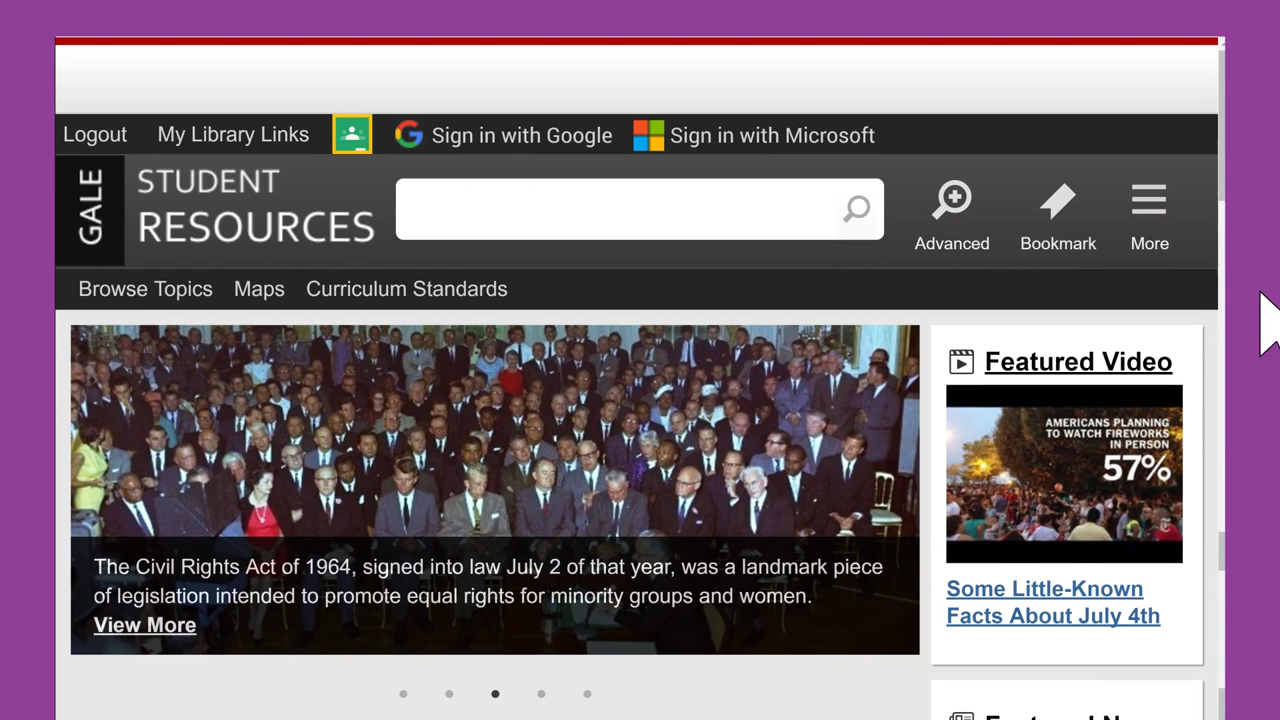 Logout My Library Links Sign in with Google Sign in with Microsoft
GALE STUDENT
RESOURCES
Advanced Bookmark More
Browse Topics Maps Curriculum Standards
The Civil Rights Act of 1964, signed into law July 2 of that year, was a landmark piece
of legislation intended to promote equal rights for minority groups and women.
View More
Featured Video
AMERICANS PLANNING
TO WATCH FIREWORKS
IN PERSON
57%
Some Little-Known
Facts About July 4th